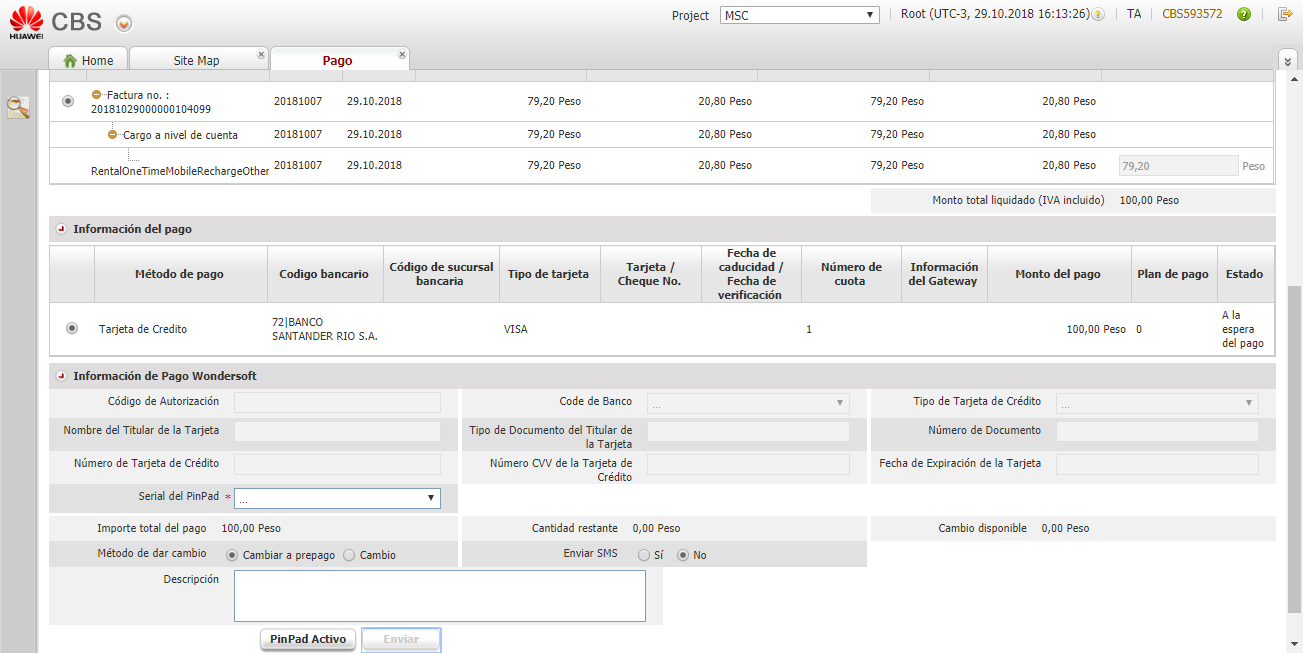 HUAWEI CBS Project MSC Root (UTC-3, 29.10.2018 16:13:26) ? TA CBS593572 ?
Home Site Map Pago
Factura no. :
20181029000000104099 20181007 29.10.2018 79,20 Peso 20,80 Peso 79,20 Peso 20,80 Peso
Cargo a nivel de cuenta 20181007 29.10.2018 79,20 Peso 20,80 Peso 79,20 Peso 20,80 Peso
RentalOneTimeMobileRechargeOther 20181007 29.10.2018 79,20 Peso 20,80 Peso 79,20 Peso 20,80 Peso 79,20 Peso
Monto total liquidado (IVA incluido) 100,00 Peso
Información del pago
Método de pago
Codigo bancario
Código de sucursal
bancaria
Tipo de tarjeta
Tarjeta /
Cheque No.
Fecha de
caducidad /
Fecha de
verificación
Número de
cuota
Información
del Gateway
Monto del pago
Plan de pago
Estado
Tarjeta de Credito
72|BANCO
SANTANDER RIO S.A.
VISA
1
100,00 Peso
0
A la
espera
del pago
Información de Pago Wondersoft
Código de Autorización
Code de Banco ...
Tipo de Tarjeta de Crédito ...
Nombre del Titular de la Tarjeta
Tipo de Documento del Titular de
la Tarjeta
Número de Documento
Número de Tarjeta de Crédito
Número CVV de la Tarjeta de
Crédito
Fecha de Expiración de la Tarjeta
Serial del PinPad * ...
Importe total del pago 100,00 Peso Cantidad restante 0,00 Peso Cambio disponible 0,00 Peso
Método de dar cambio Cambiar a prepago Cambio Enviar SMS Sí No
Descripción
PinPad Activo Enviar